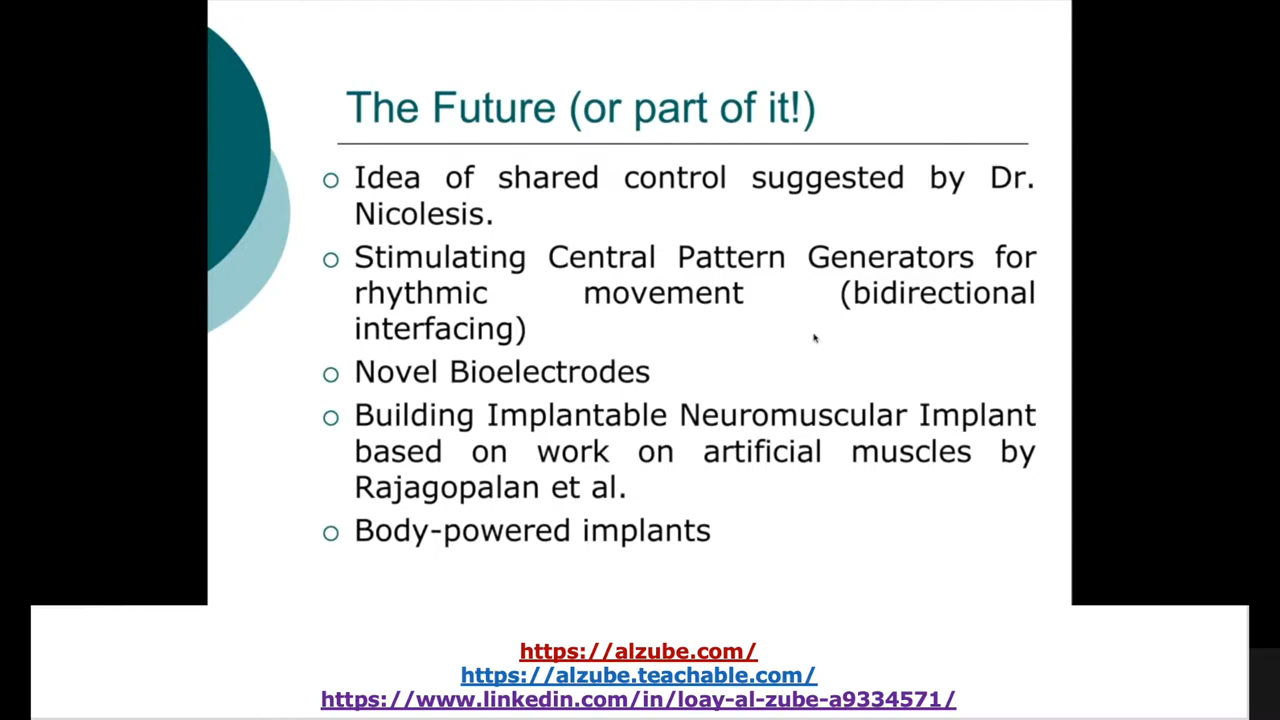 The Future (or part of it!)
Idea of shared control suggested by Dr.
Nicolesis.
Stimulating Central Pattern Generators for
rhythmic movement (bidirectional
interfacing)
Novel Bioelectrodes
Building Implantable Neuromuscular Implant
based on work on artificial muscles by
Rajagopalan et al.
Body-powered implants
https://alzube.com/
https://alzube.teachable.com/
https://www.linkedin.com/in/loay-al-zube-a9334571/